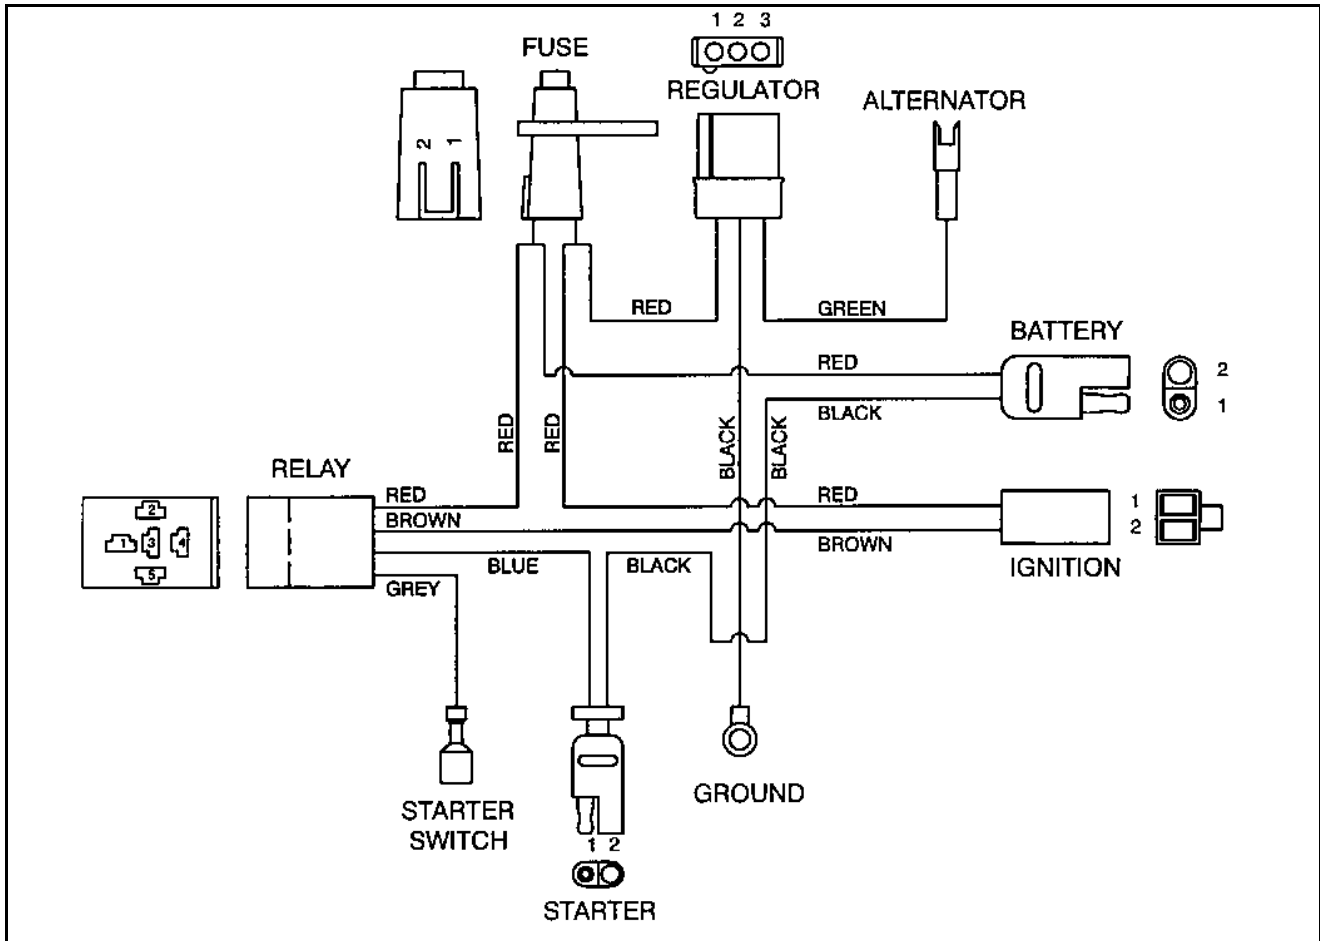 1 2 3
FUSE
REGULATOR
ALTERNATOR
2 1
RED
GREEN
BATTERY
RED
2
BLACK
1
RED
RED
BLACK
BLACK
RELAY
RED
BROWN
RED
1
BROWN
2
IGNITION
2
1 3 4
5
BLUE
BLACK
GREY
GROUND
STARTER
SWITCH
1 2
STARTER